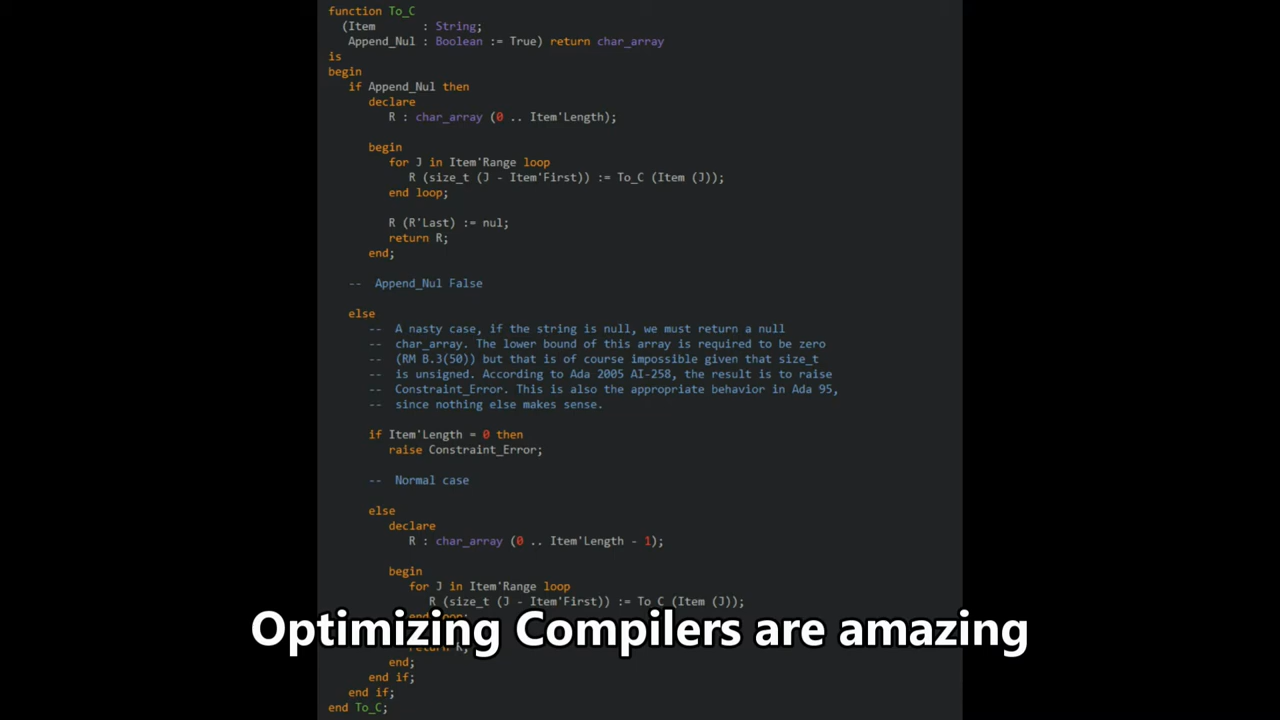 function To_C
(Item : String;
Append_Nul : Boolean := True) return char_array
is
begin
if Append_Nul then
declare
R : char_array (0 .. Item'Length);
begin
for J in Item'Range loop
R (size_t (J - Item'First)) := To_C (Item (J));
end loop;
R (R'Last) := nul;
return R;
end;
-- Append_Nul False
else
-- A nasty case, if the string is null, we must return a null
-- char_array. The lower bound of this array is required to be zero
-- (RM B.3(50)) but that is of course impossible given that size_t
-- is unsigned. According to Ada 2005 AI-258, the result is to raise
-- Constraint_Error. This is also the appropriate behavior in Ada 95,
-- since nothing else makes sense.
if Item'Length = 0 then
raise Constraint_Error;
-- Normal case
else
declare
R : char_array (0 .. Item'Length - 1);
begin
for J in Item'Range loop
R (size_t (J - Item'First)) := To_C (Item (J));
Optimizing Compilers are amazing
end;
end if;
end if;
end To_C;